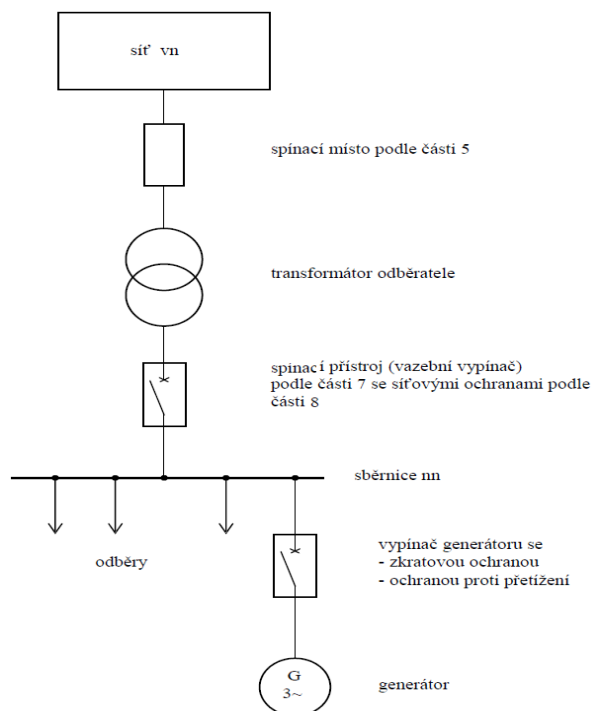 síť vn
spínací místo podle části 5
transformátor odběratele
spínací přístroj (vazební vypínač)
podle části 7 se síťovými ochranami podle
části 8
sběrnice nn
odběry
vypínač generátoru se
- zkratovou ochranou
- ochranou proti přetížení
G
3~
generátor